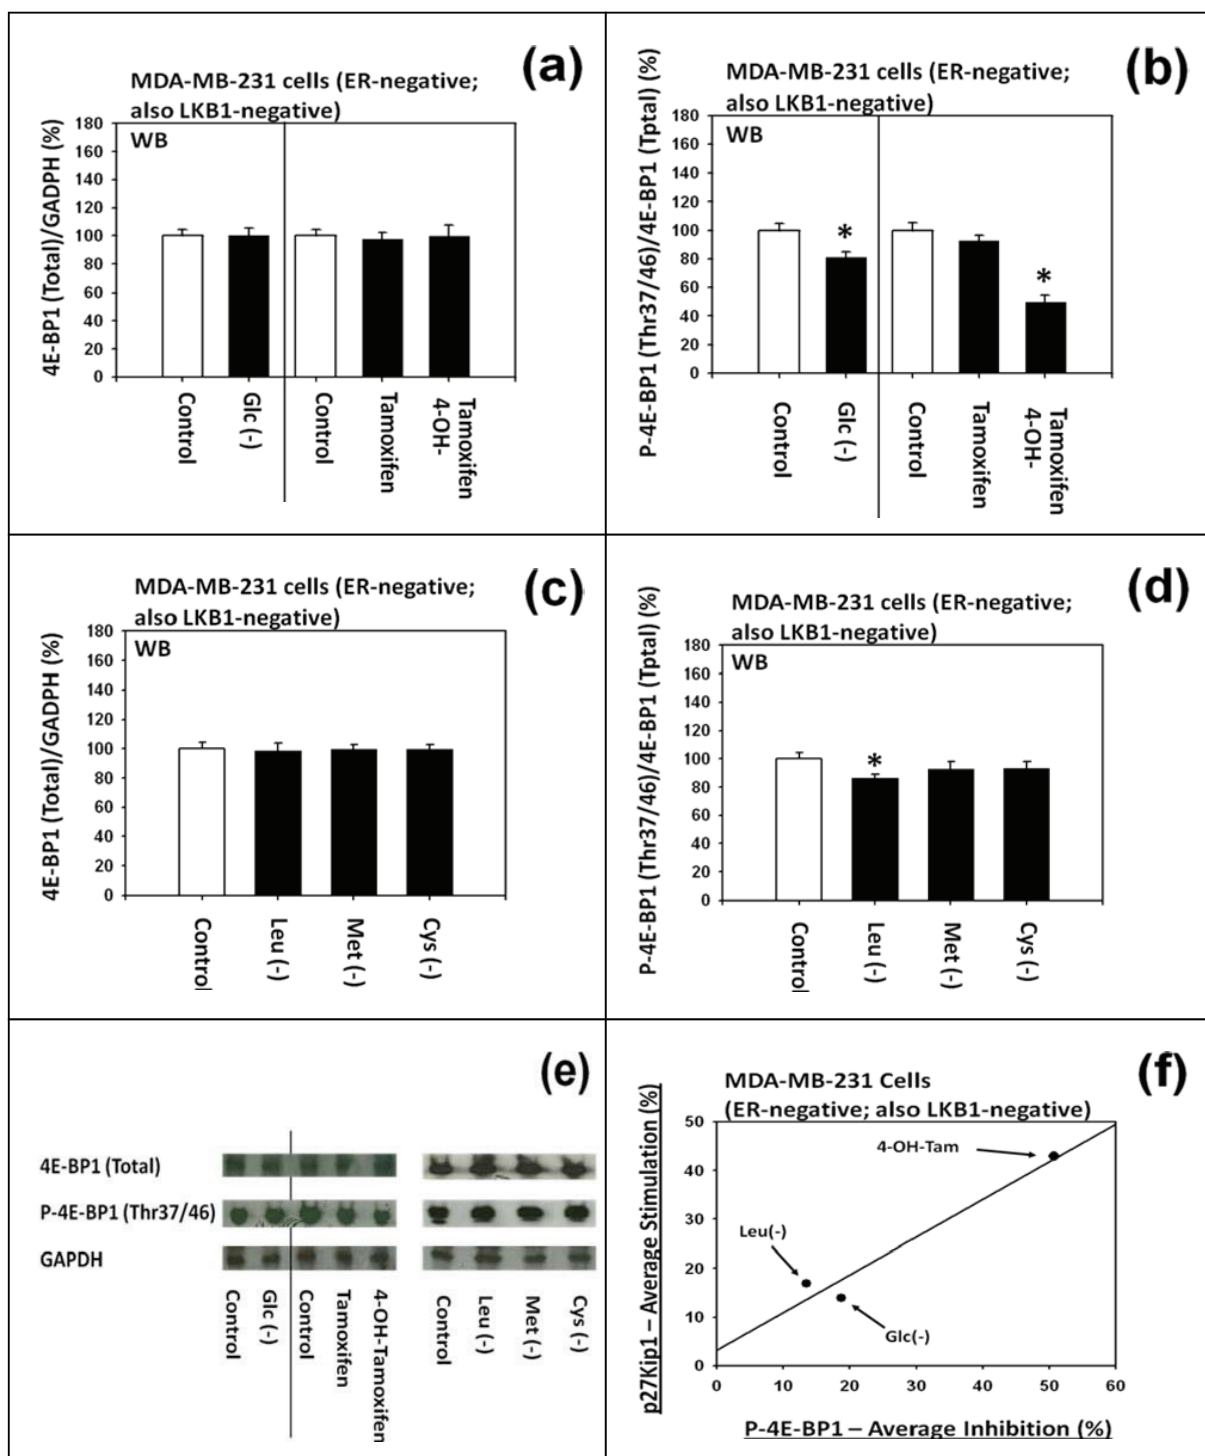 (a)
MDA-MB-231 cells (ER-negative;
also LKB1-negative)
WB
4E-BP1 (Total)/GADPH (%)
180
160
140
120
100
80
60
40
20
0
Control
Glc (-)
Control
Tamoxifen
4-OH-
Tamoxifen
(b)
MDA-MB-231 cells (ER-negative;
also LKB1-negative)
WB
P-4E-BP1 (Thr37/46)/4E-BP1 (Tptal) (%)
180
160
140
120
100
80
60
40
20
0
*
*
Control
Glc (-)
Control
Tamoxifen
4-OH-
Tamoxifen
(c)
MDA-MB-231 cells (ER-negative;
also LKB1-negative)
WB
4E-BP1 (Total)/GADPH (%)
180
160
140
120
100
80
60
40
20
0
Control
Leu (-)
Met (-)
Cys (-)
(d)
MDA-MB-231 cells (ER-negative;
also LKB1-negative)
WB
P-4E-BP1 (Thr37/46)/4E-BP1 (Tptal) (%)
180
160
140
120
100
80
60
40
20
0
*
Control
Leu (-)
Met (-)
Cys (-)
(e)
4E-BP1 (Total)
P-4E-BP1 (Thr37/46)
GAPDH
Control
Glc (-)
Control
Tamoxifen
4-OH-Tamoxifen
Control
Leu (-)
Met (-)
Cys (-)
(f)
MDA-MB-231 Cells
(ER-negative; also LKB1-negative)
p27Kip1 – Average Stimulation (%)
50
40
30
20
10
0
4-OH-Tam
Leu(-)
Glc(-)
0 10 20 30 40 50 60
P-4E-BP1 – Average Inhibition (%)